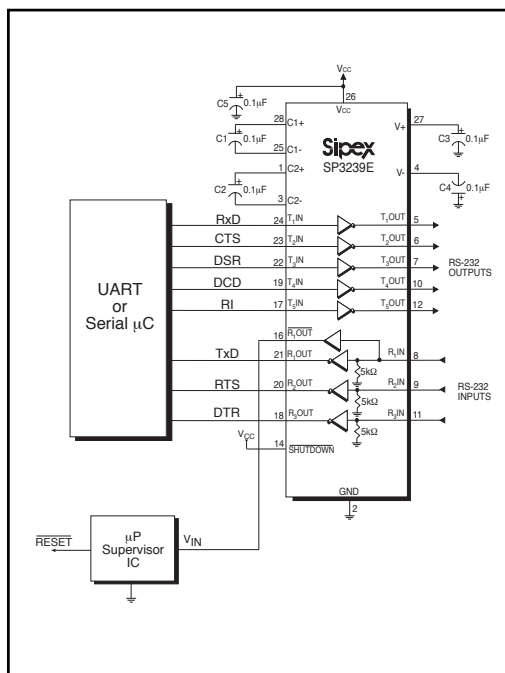 VCC
26
VCC
C5 + 0.1µF
28 C1+
C1 + 0.1µF
25 C1-
1 C2+
C2 + 0.1µF
3 C2-
Sipex
SP3239E
V+ 27
C3 + 0.1µF
V- 4
C4 0.1µF +
UART
or
Serial µC
RxD 24 T1IN T1OUT 5
CTS 23 T2IN T2OUT 6
DSR 22 T3IN T3OUT 7
DCD 19 T4IN T4OUT 10
RI 17 T5IN T5OUT 12
RS-232
OUTPUTS
16 R1OUT
TxD 21 R1OUT R1IN 8
5kΩ
RTS 20 R2OUT R2IN 9
5kΩ
DTR 18 R3OUT R3IN 11
5kΩ
RS-232
INPUTS
VCC
14 SHUTDOWN
GND
2
RESET
µP
Supervisor
IC
VIN